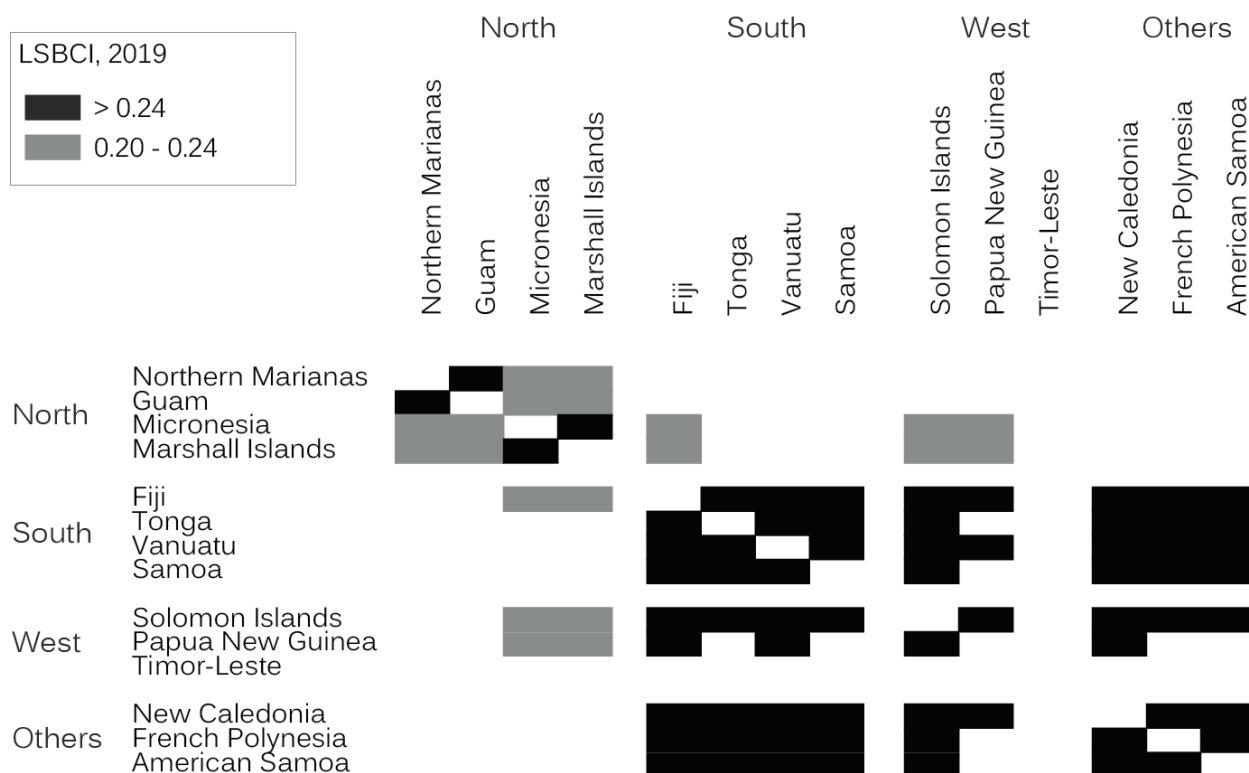 North South West Others
LSBCI, 2019
> 0.24
0.20 - 0.24
Northern Marianas
Guam
Micronesia
Marshall Islands
Fiji
Tonga
Vanuatu
Samoa
Solomon Islands
Papua New Guinea
Timor-Leste
New Caledonia
French Polynesia
American Samoa
North
Northern Marianas
Guam
Micronesia
Marshall Islands
South
Fiji
Tonga
Vanuatu
Samoa
West
Solomon Islands
Papua New Guinea
Timor-Leste
Others
New Caledonia
French Polynesia
American Samoa